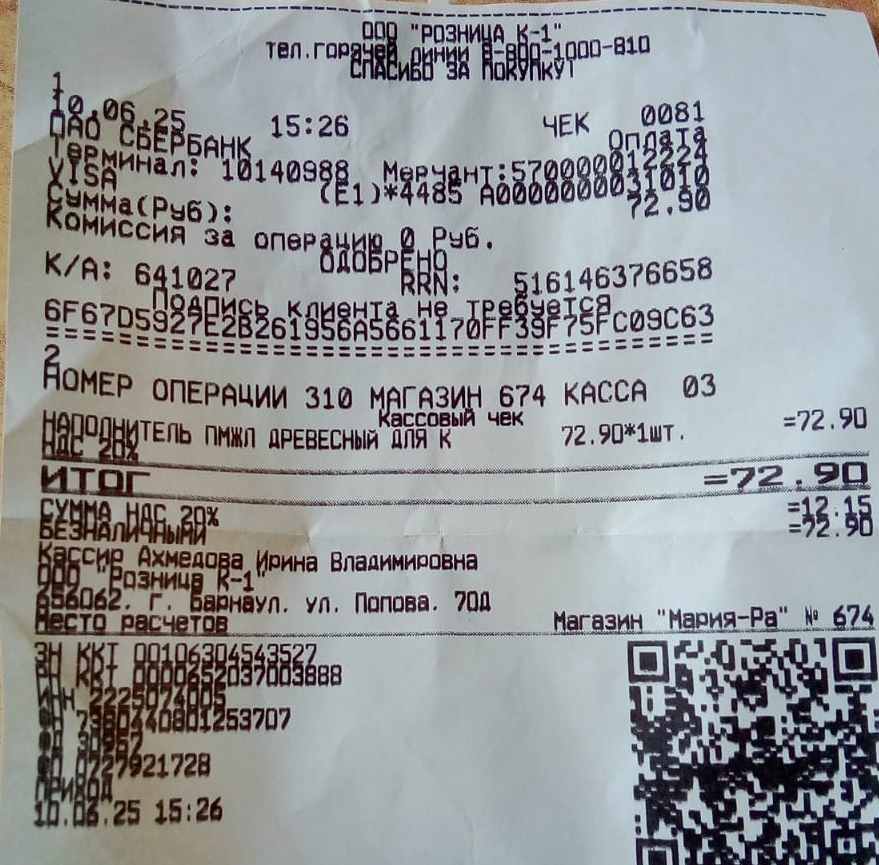 ООО "РОЗНИЦА К-1"
тел.горячей линии 8-800-1000-810
СПАСИБО ЗА ПОКУПКУ!
1
10.06.25 15:26 ЧЕК 0081
ПАО СБЕРБАНК Оплата
Терминал: 10140988 Мерчант:570000012224
VISA (E1)*4485 A0000000031010
Сумма(Руб): 72.90
Комиссия за операцию 0 Руб.
ОДОБРЕНО
К/А: 641027 RRN: 516146376658
Подпись клиента не требуется
6F67D5927E2B261956A5661170FF39F75FC09C63
========================================
2
НОМЕР ОПЕРАЦИИ 310 МАГАЗИН 674 КАССА 03
Кассовый чек
НАПОЛНИТЕЛЬ ПМЖЛ ДРЕВЕСНЫЙ ДЛЯ К 72.90*1шт. =72.90
НДС 20%
ИТОГ =72.90
СУММА НДС 20% =12.15
БЕЗНАЛИЧНЫМИ =72.90
Кассир Ахмедова Ирина Владимировна
ООО "Розница К-1"
656062. г. Барнаул. ул. Попова. 70Д
Место расчетов Магазин "Мария-Ра" № 674
ЗН ККТ 00106304543527
РН ККТ 0000652037003688
ИНН 2225074005
ФН 7380440801253707
ФД 30957
ФП 0727921728
ПРИХОД
10.06.25 15:26